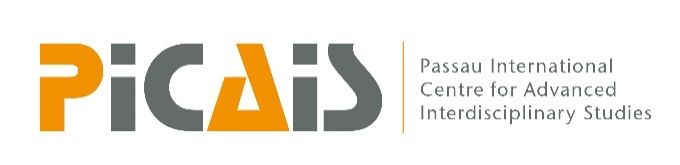 PiCAiS
Passau International
Centre for Advanced
Interdisciplinary Studies